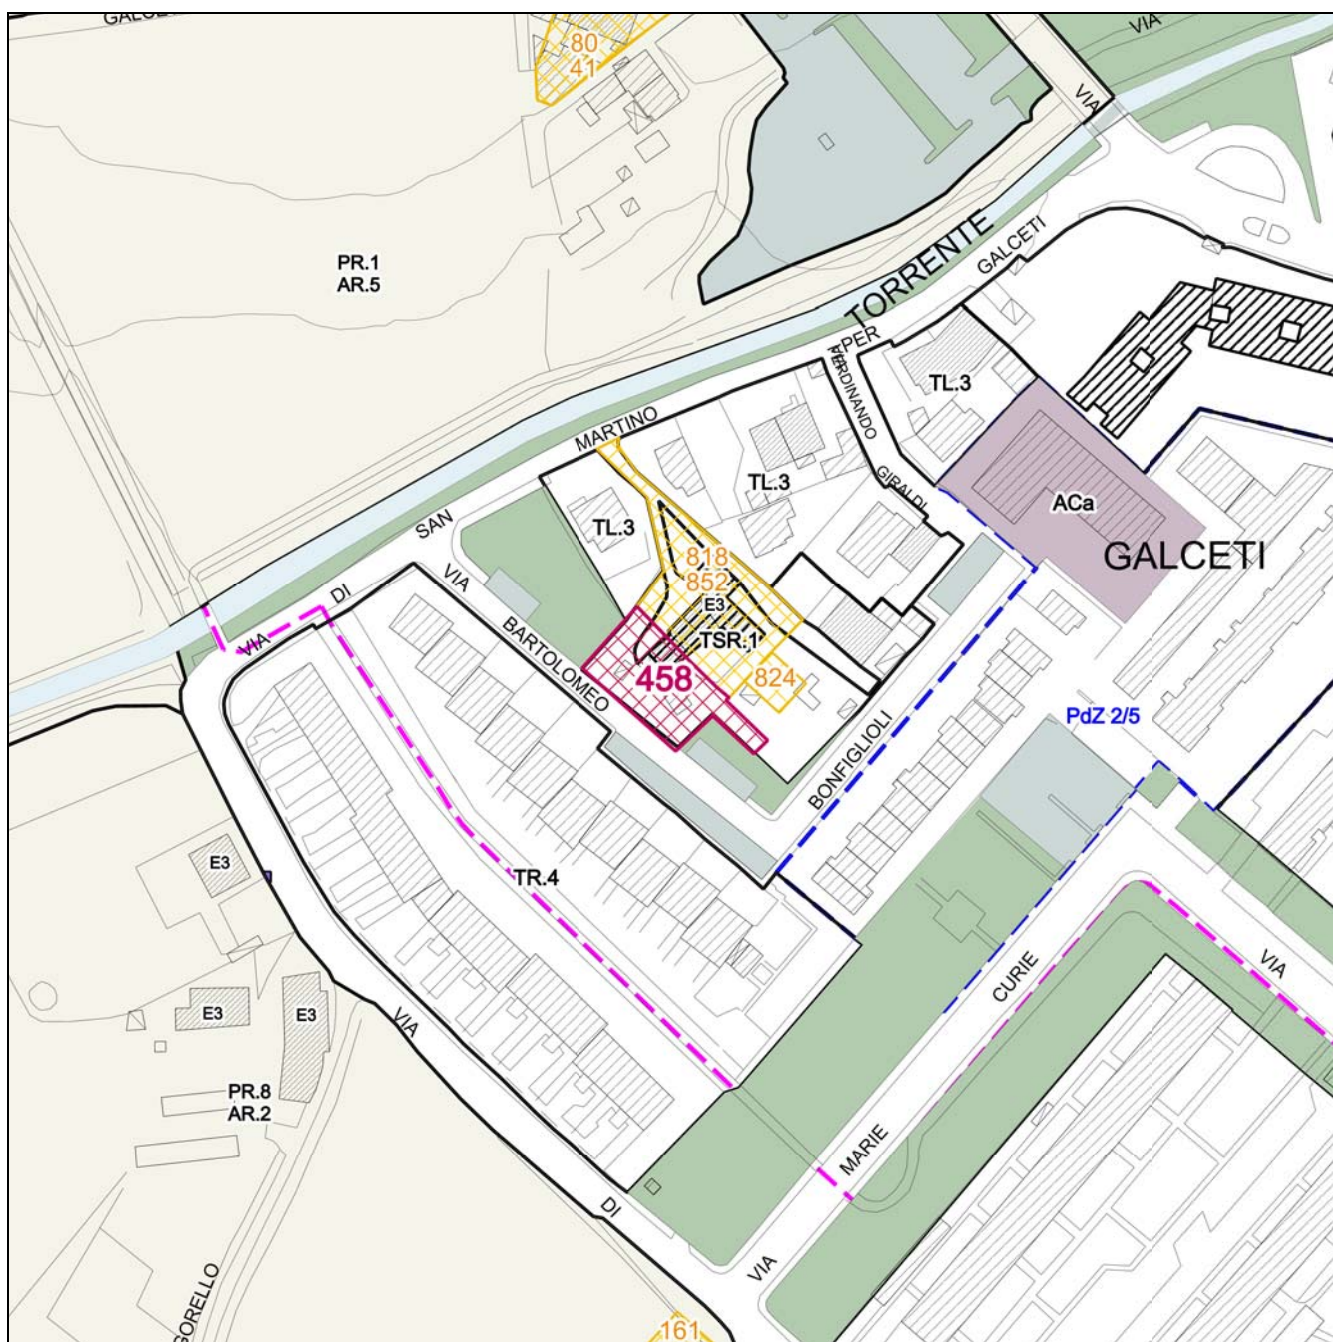 GALCETI
80
41
VIA
VIA
PR.1
AR.5
TORRENTE
GALCETI
PER
VIA
FERDINANDO
GIRALDI
TL.3
MARTINO
TL.3
TL.3
ACa
GALCETI
SAN
818
852
E3
TSR.1
458
824
VIA
DI
VIA
BARTOLOMEO
BONFIGLIOLI
PdZ 2/5
TR.4
E3
E3
E3
VIA
CURIE
VIA
PR.8
AR.2
MARIE
DI
VIA
GORELLO
161